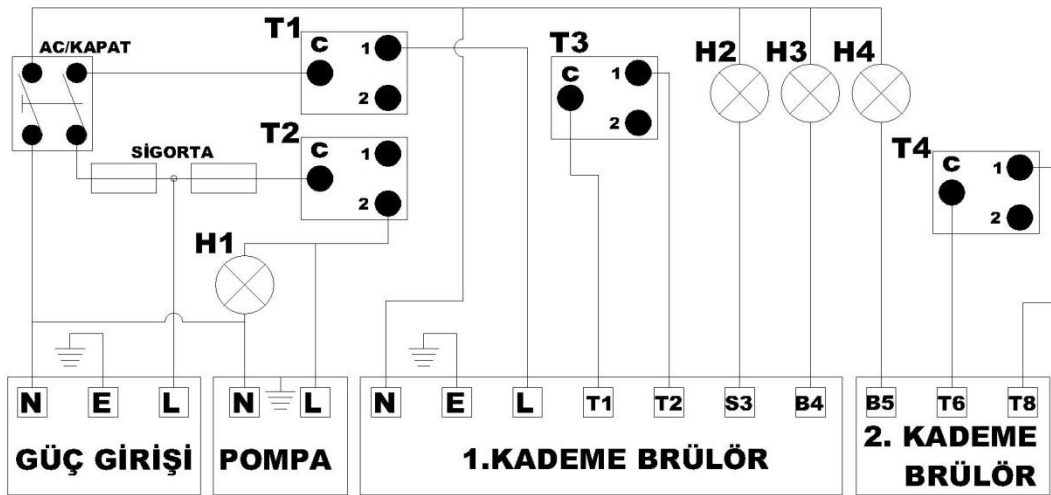 AC/KAPAT
T1
C
1
2
SİGORTA
T2
C
1
2
H1
T3
C
1
2
H2
H3
H4
T4
C
1
2
N
E
L
GÜÇ GİRİŞİ
N
L
POMPA
N
E
L
T1
T2
S3
B4
1.KADEME BRÜLÖR
B5
T6
T8
2. KADEME
BRÜLÖR